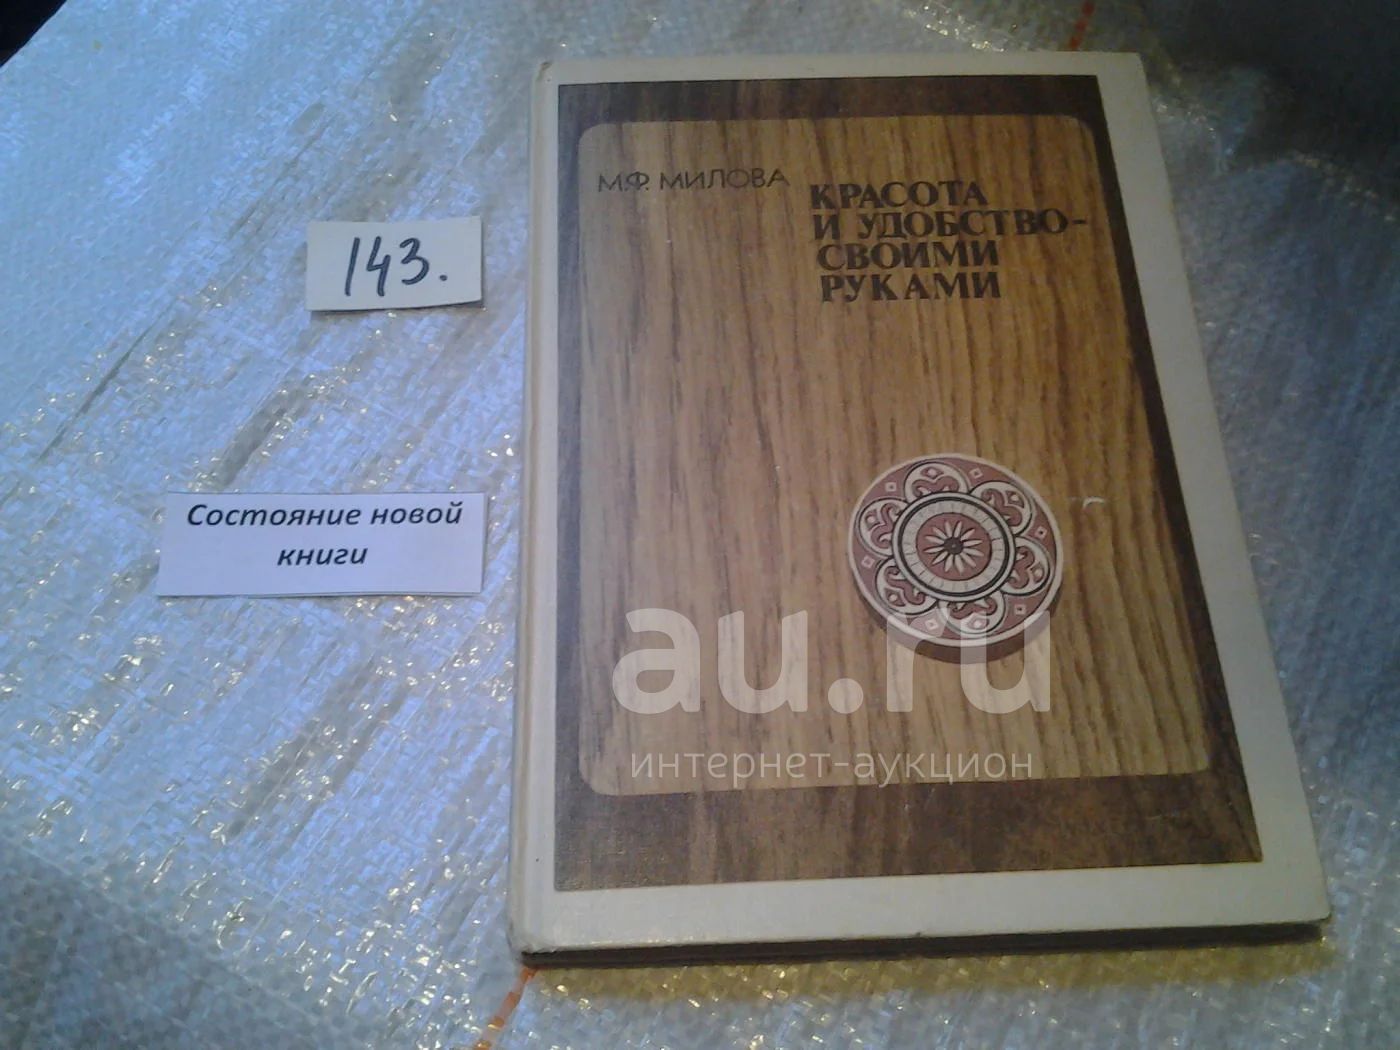 М.Ф. МИЛОВА
КРАСОТА
И УДОБСТВО-
СВОИМИ
РУКАМИ
143.
Состояние новой
книги
au.ru
интернет-аукцион